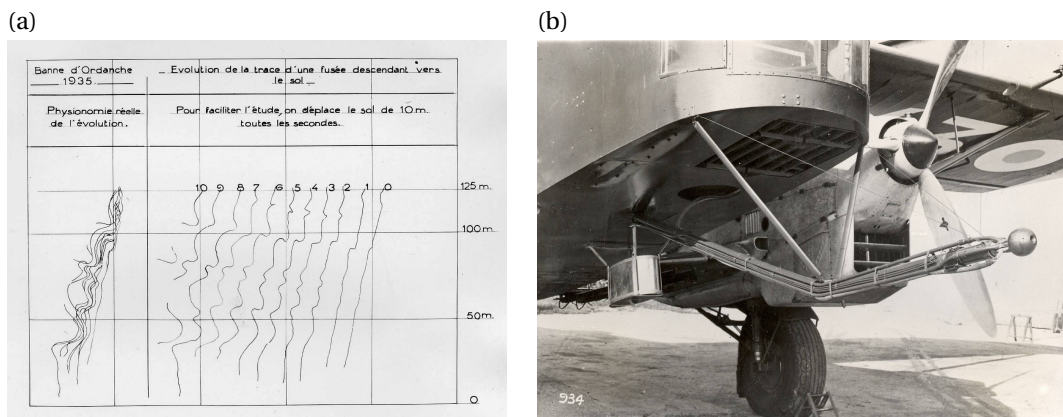 (a)
Banne d'Ordanche
1935.
Evolution de la trace d'une fusée descendant vers
le sol.
Physionomie réelle
de l'évolution.
Pour faciliter l'étude, on déplace le sol de 10 m.
toutes les secondes.
10 9 8 7 6 5 4 3 2 1 0
125 m.
100 m.
50 m.
0.
(b)
934